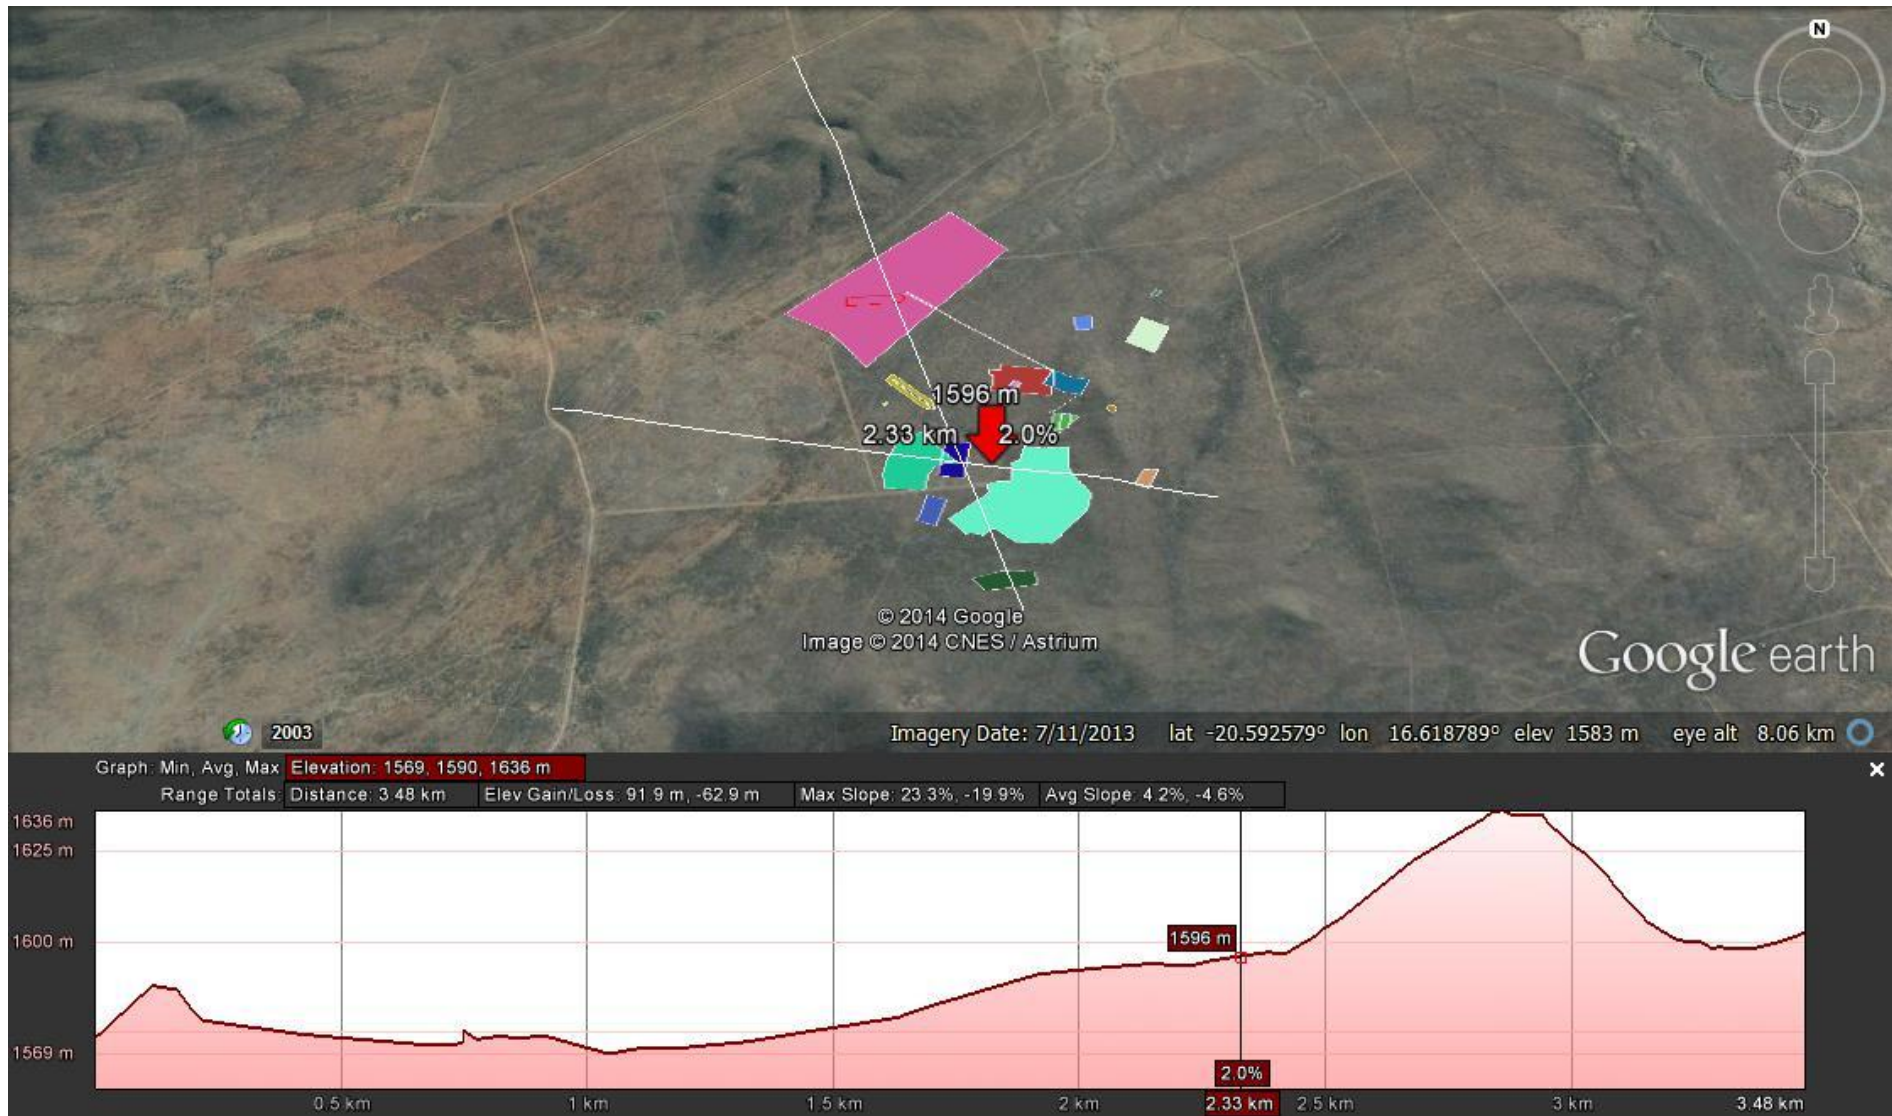 N
1596 m
2.33 km 2.0%
© 2014 Google
Image © 2014 CNES / Astrium
Google earth
2003
Imagery Date: 7/11/2013 lat -20.592579° lon 16.618789° elev 1583 m eye alt 8.06 km
Graph: Min, Avg, Max Elevation: 1569, 1590, 1636 m
Range Totals: Distance: 3.48 km Elev Gain/Loss: 91.9 m, -62.9 m Max Slope: 23.3%, -19.9% Avg Slope: 4.2%, -4.6%
1636 m
1625 m
1600 m
1569 m
1596 m
2.0%
0.5 km 1 km 1.5 km 2 km 2.33 km 2.5 km 3 km 3.48 km